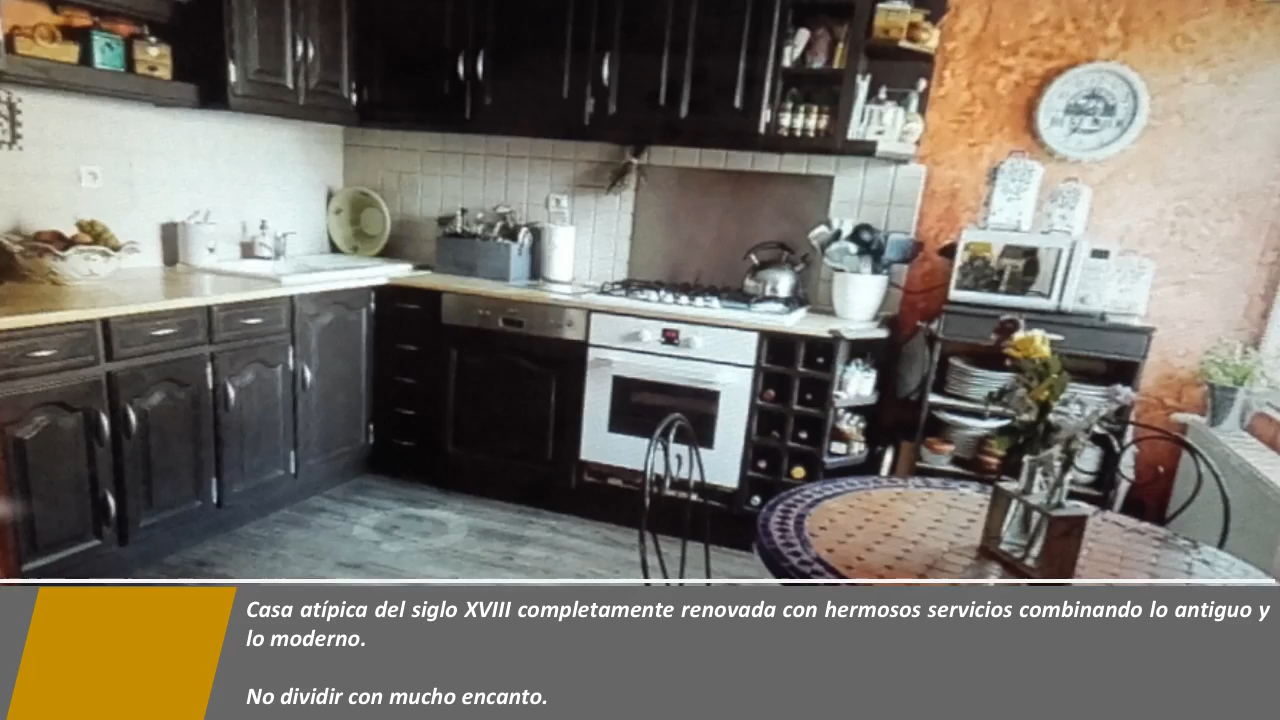 Casa atípica del siglo XVIII completamente renovada con hermosos servicios combinando lo antiguo y
lo moderno.
No dividir con mucho encanto.